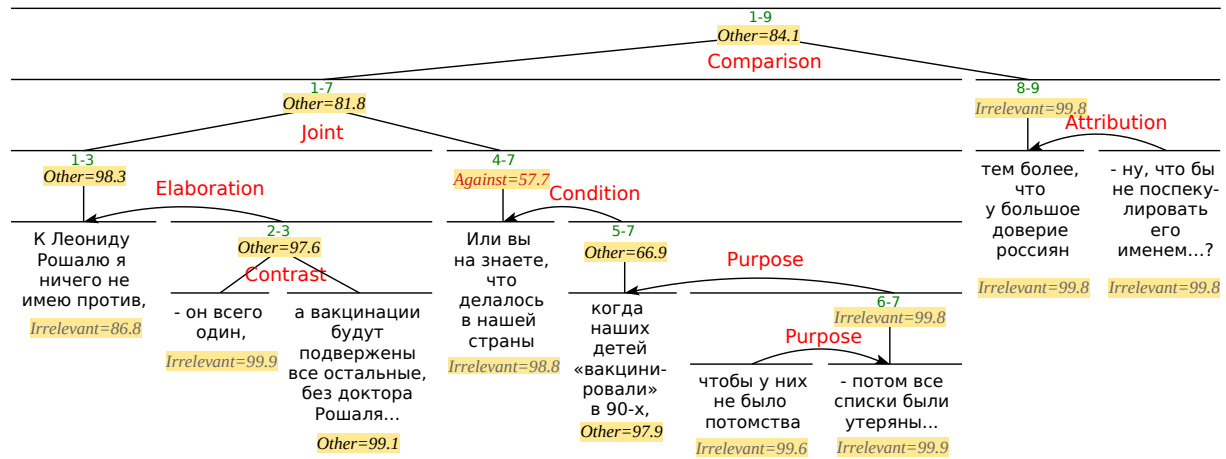 1-9
Other=84.1
Comparison
1-7
Other=81.8
Joint
8-9
Irrelevant=99.8
Attribution
1-3
Other=98.3
Elaboration
4-7
Against=57.7
Condition
тем более,
что
у большое
доверие
россиян
Irrelevant=99.8
- ну, что бы
не поспеку-
лировать
его
именем...?
Irrelevant=99.8
К Леониду
Рошалю я
ничего не
имею против,
Irrelevant=86.8
2-3
Other=97.6
Contrast
- он всего
один,
Irrelevant=99.9
а вакцинации
будут
подвержены
все остальные,
без доктора
Рошаля...
Other=99.1
Или вы
на знаете,
что
делалось
в нашей
страны
Irrelevant=98.8
5-7
Other=66.9
Purpose
когда
наших
детей
«вакцини-
ровали»
в 90-х,
Other=97.9
6-7
Irrelevant=99.8
Purpose
чтобы у них
не было
потомства
Irrelevant=99.6
- потом все
списки были
утеряны...
Irrelevant=99.9